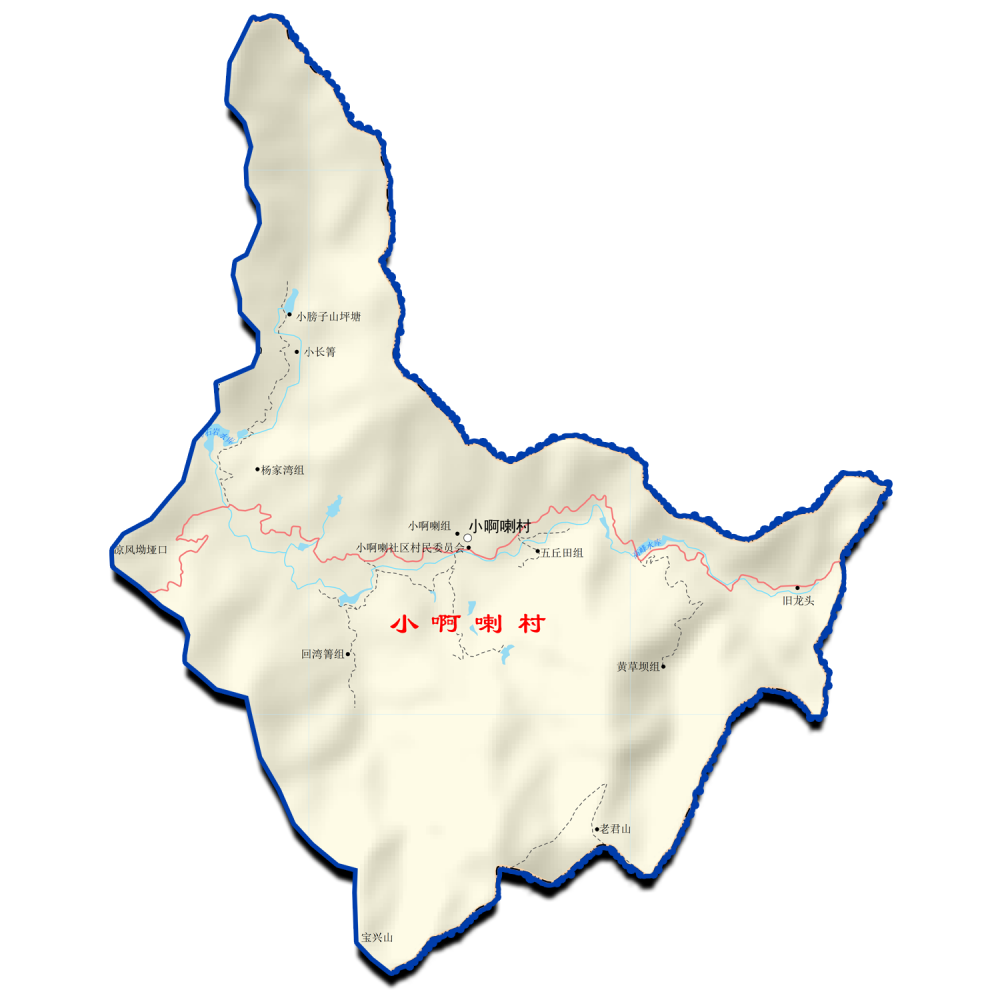 小膀子山坪塘
小长箐
杨家湾组
小啊喇组
小啊喇村
凉风坳垭口
小啊喇社区村民委员会
五丘田组
旧龙头
小啊喇村
回湾箐组
黄草坝组
老君山
宝兴山